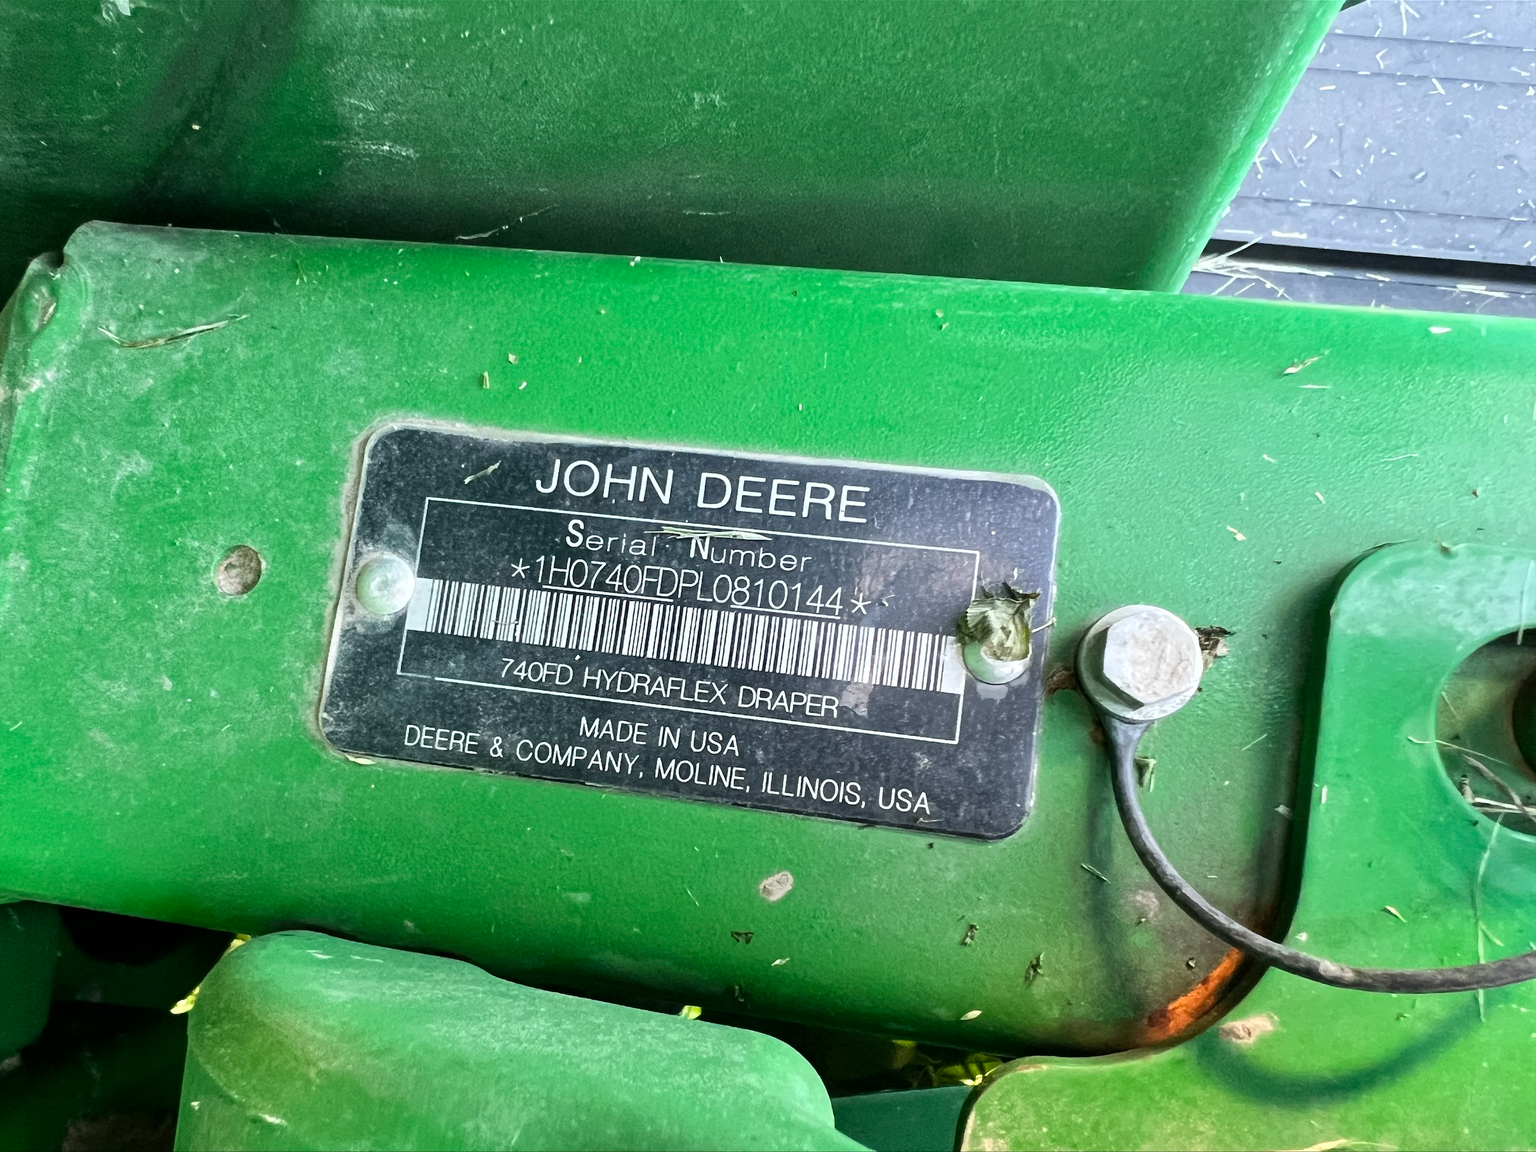 JOHN DEERE
Serial Number
*1H0740FDPL0810144*
740FD HYDRAFLEX DRAPER
MADE IN USA
DEERE & COMPANY, MOLINE, ILLINOIS, USA